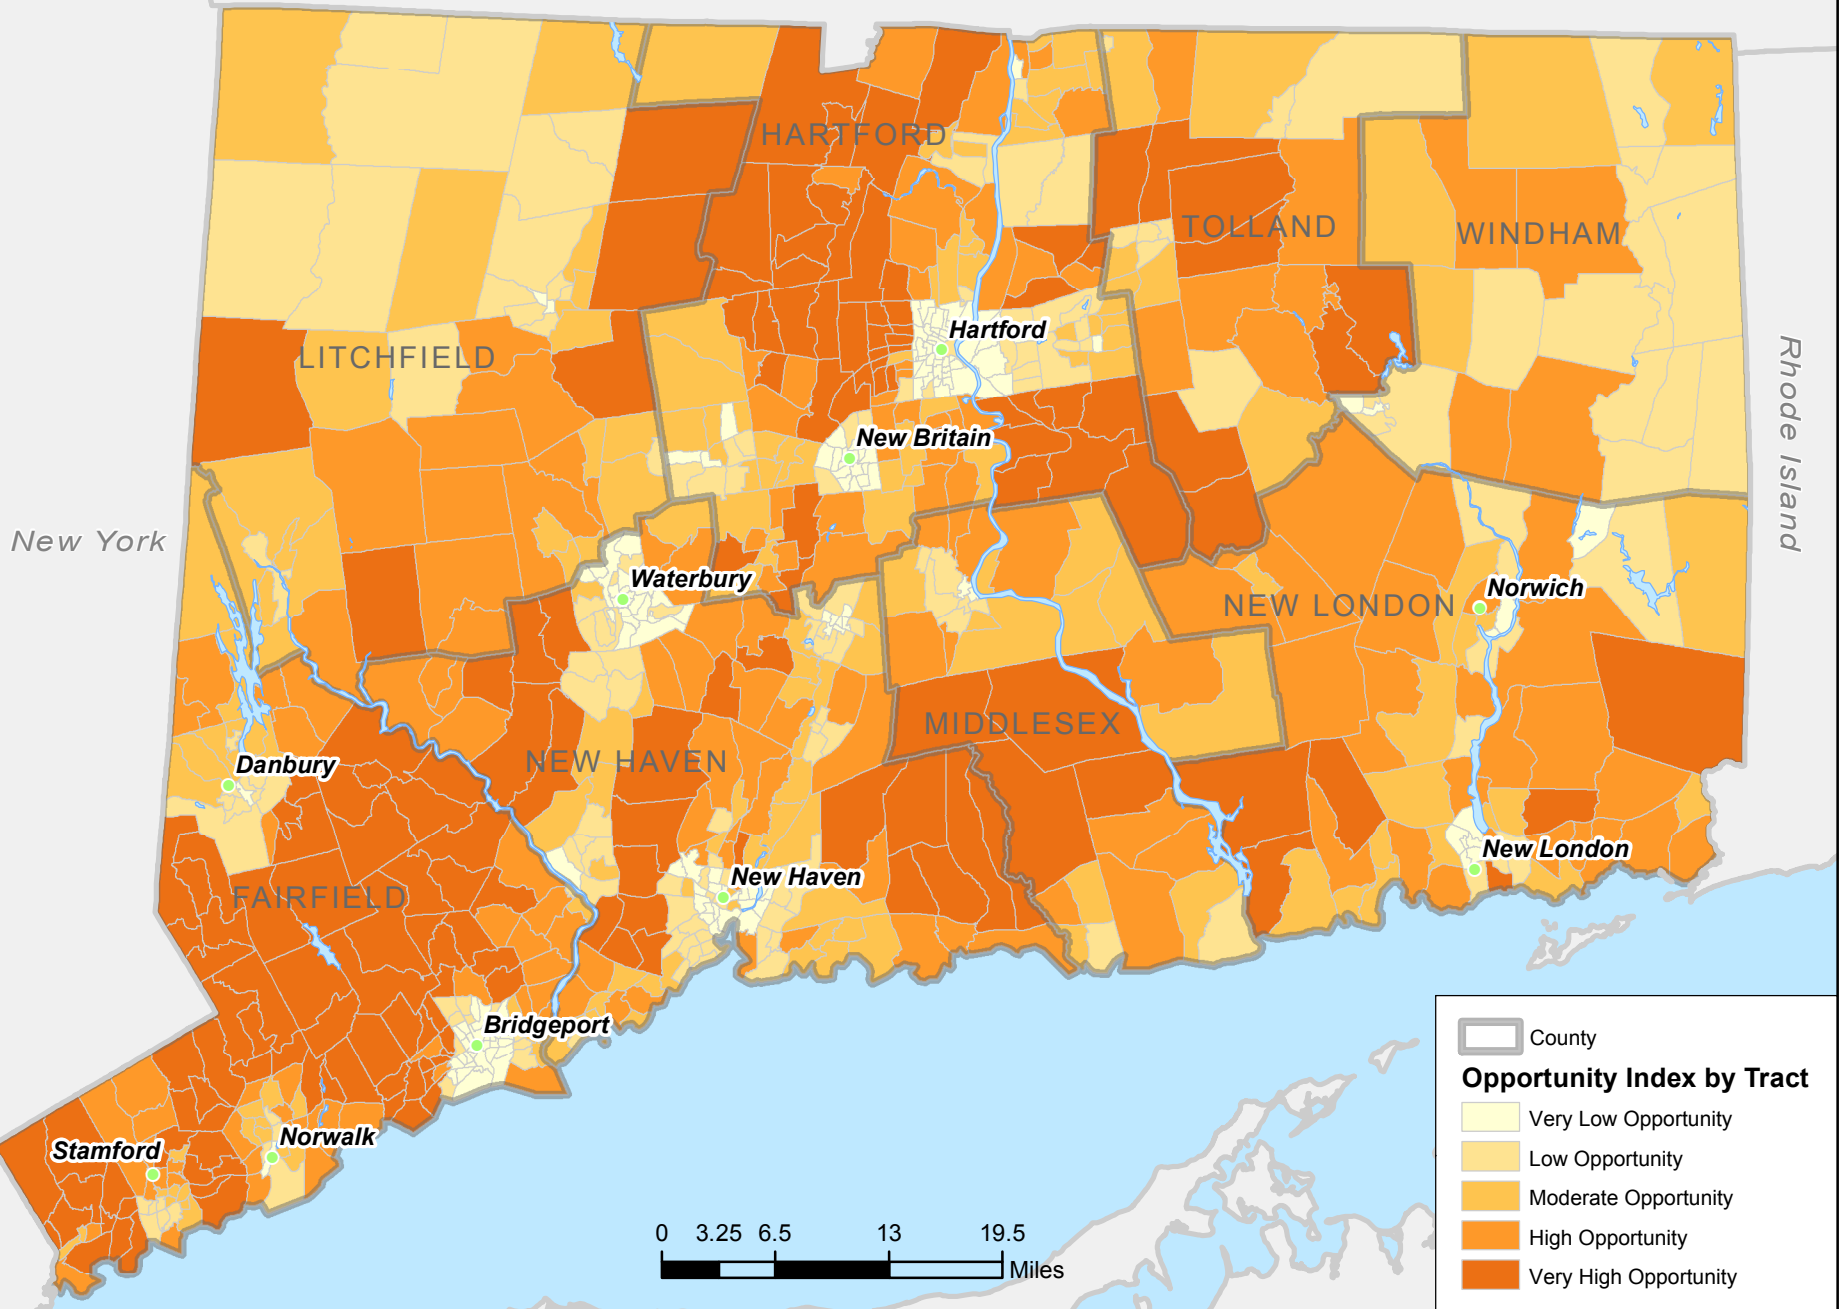 HARTFORD
TOLLAND
WINDHAM
Hartford
LITCHFIELD
Rhode Island
New Britain
New York
Waterbury
Norwich
NEW LONDON
MIDDLESEX
NEW HAVEN
Danbury
New London
New Haven
FAIRFIELD
Bridgeport
Norwalk
Stamford
0 3.25 6.5 13 19.5
Miles
County
Opportunity Index by Tract
Very Low Opportunity
Low Opportunity
Moderate Opportunity
High Opportunity
Very High Opportunity